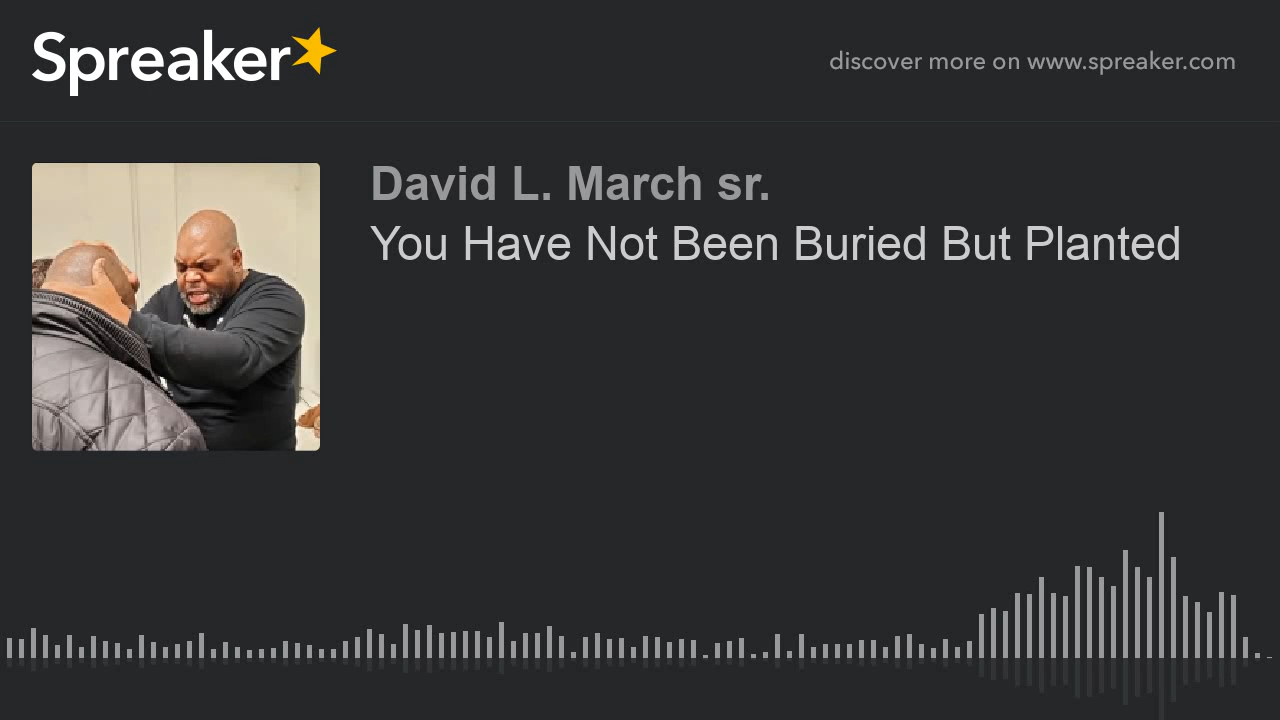 Spreaker
discover more on www.spreaker.com
David L. March sr.
You Have Not Been Buried But Planted